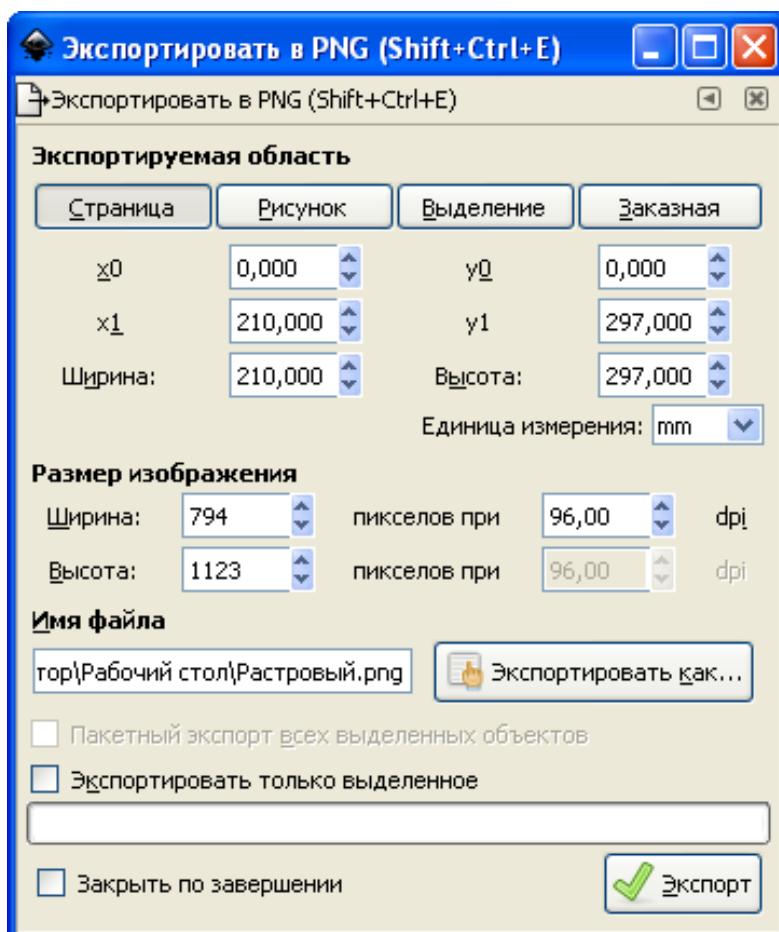 Экспортировать в PNG (Shift+Ctrl+E)
Экспортировать в PNG (Shift+Ctrl+E)
Экспортируемая область
Страница Рисунок Выделение Заказная
x0 0,000 y0 0,000
x1 210,000 y1 297,000
Ширина: 210,000 Высота: 297,000
Единица измерения: mm
Размер изображения
Ширина: 794 пикселов при 96,00 dpi
Высота: 1123 пикселов при 96,00 dpi
Имя файла
тор\Рабочий стол\Растровый.png Экспортировать как...
Пакетный экспорт всех выделенных объектов
Экспортировать только выделенное
Закрыть по завершении Экспорт